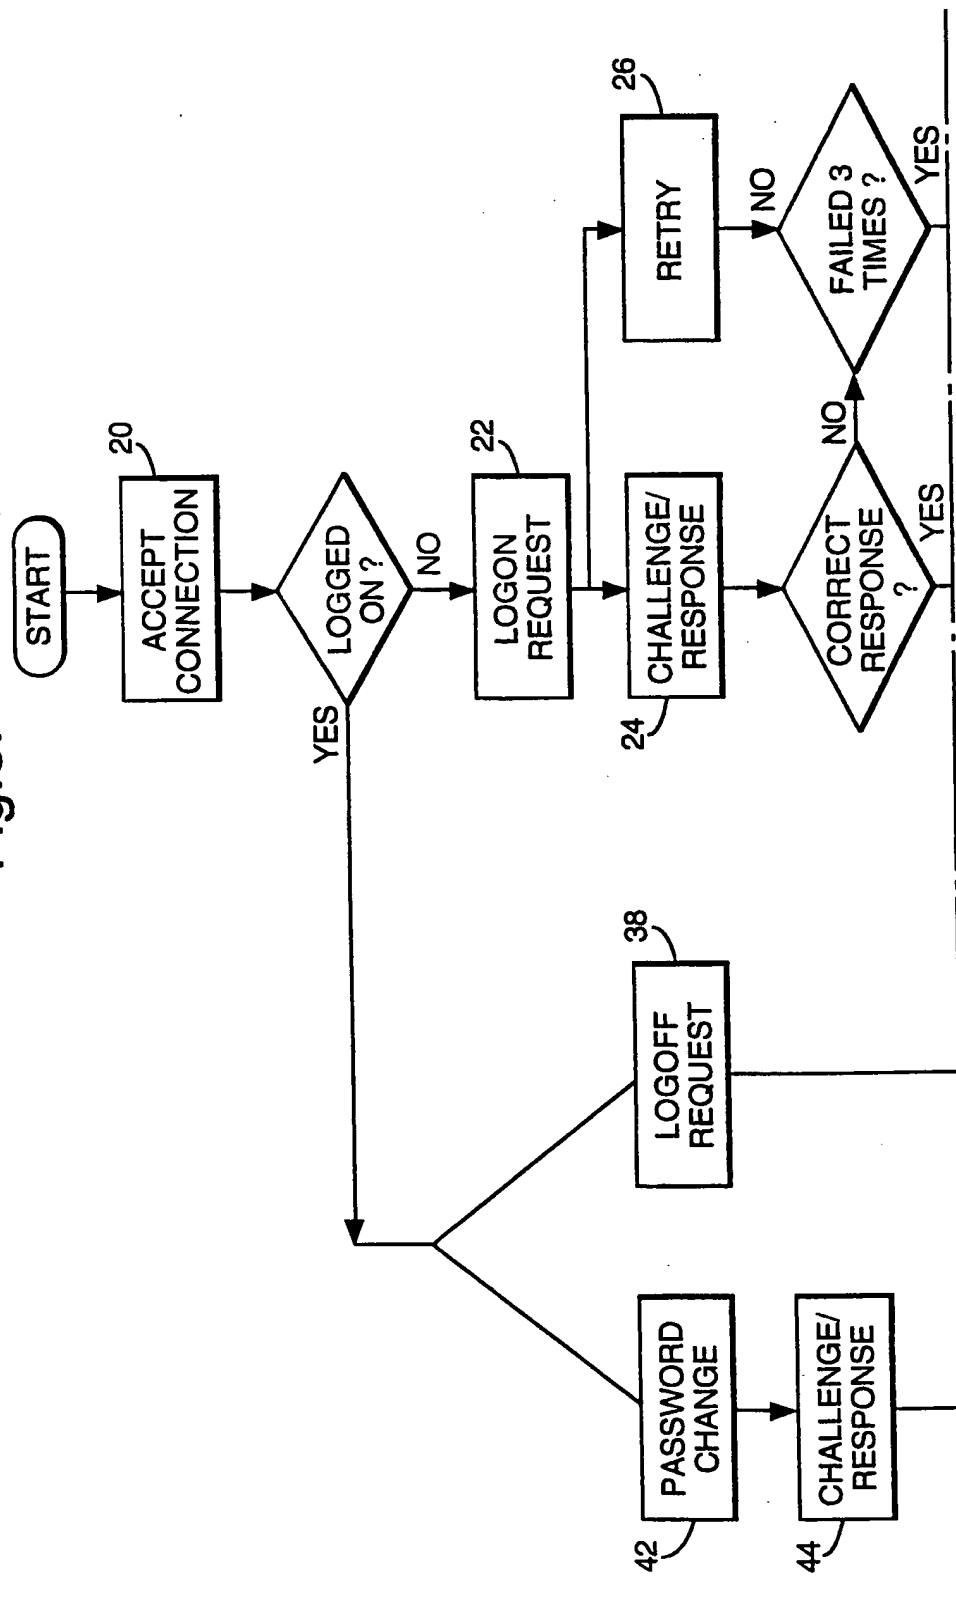 START
20
ACCEPT
CONNECTION
LOGGED
ON ?
YES
NO
22
LOGON
REQUEST
26
RETRY
NO
FAILED 3
TIMES ?
YES
24
CHALLENGE/
RESPONSE
CORRECT
RESPONSE
?
NO
YES
38
LOGOFF
REQUEST
42
PASSWORD
CHANGE
44
CHALLENGE/
RESPONSE